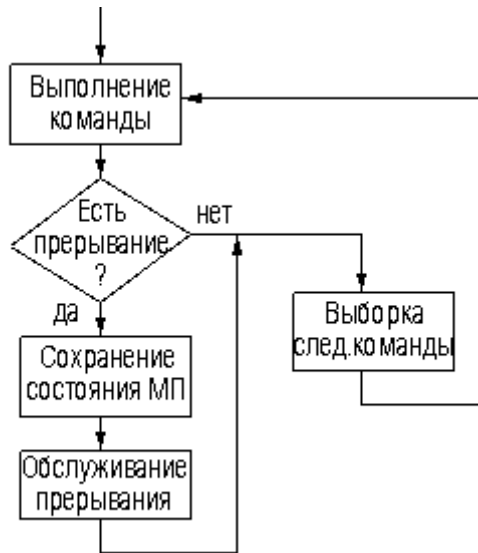 Выполнение
команды
Есть
прерывание
?
нет
да
Выборка
след.команды
Сохранение
состояния МП
Обслуживание
прерывания